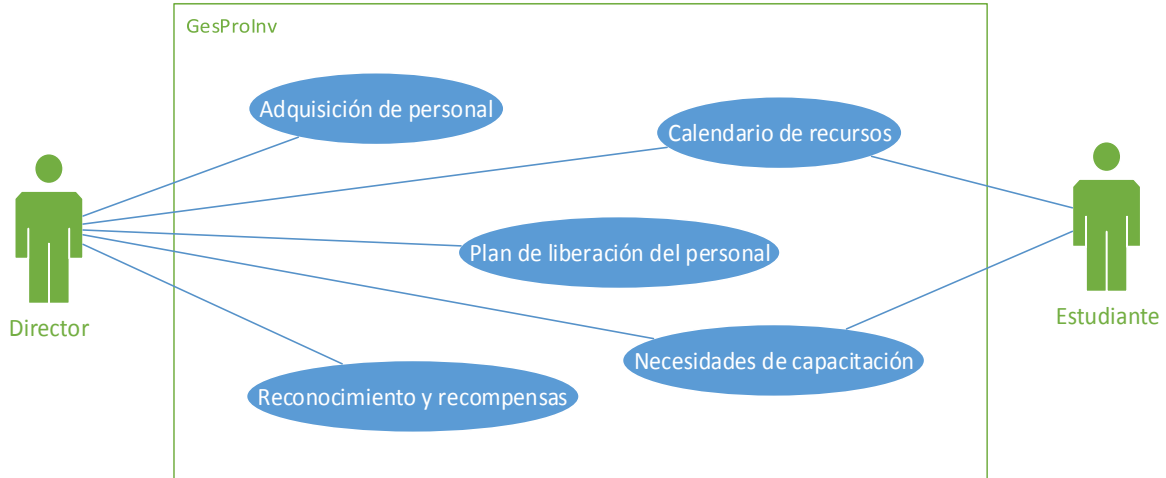 GesProInv
Adquisición de personal
Calendario de recursos
Plan de liberación del personal
Director
Estudiante
Necesidades de capacitación
Reconocimiento y recompensas